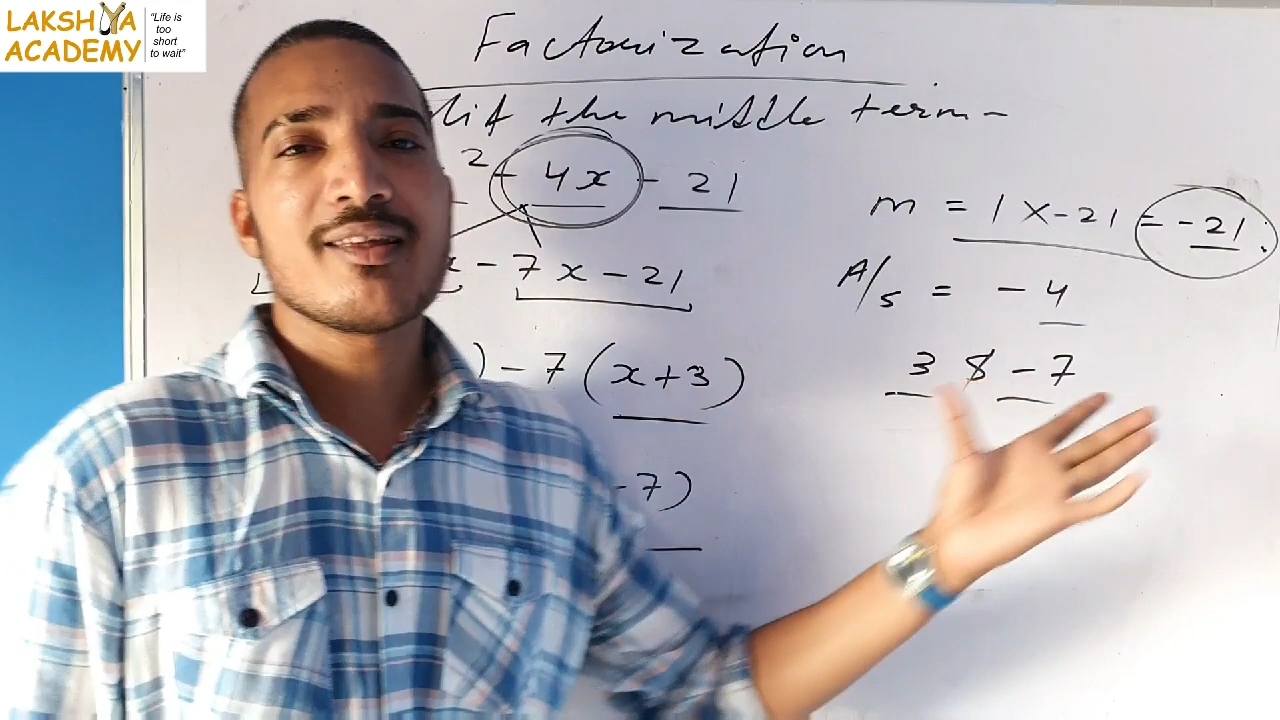 LAKSHYA
ACADEMY
"Life is
too
short
to wait"
Factorization
lit the middle term -
2 - 4x - 21
m = 1 x -21 = -21.
x - 7x - 21
A/s = - 4
) - 7 (x+3)
3 & - 7
- 7)